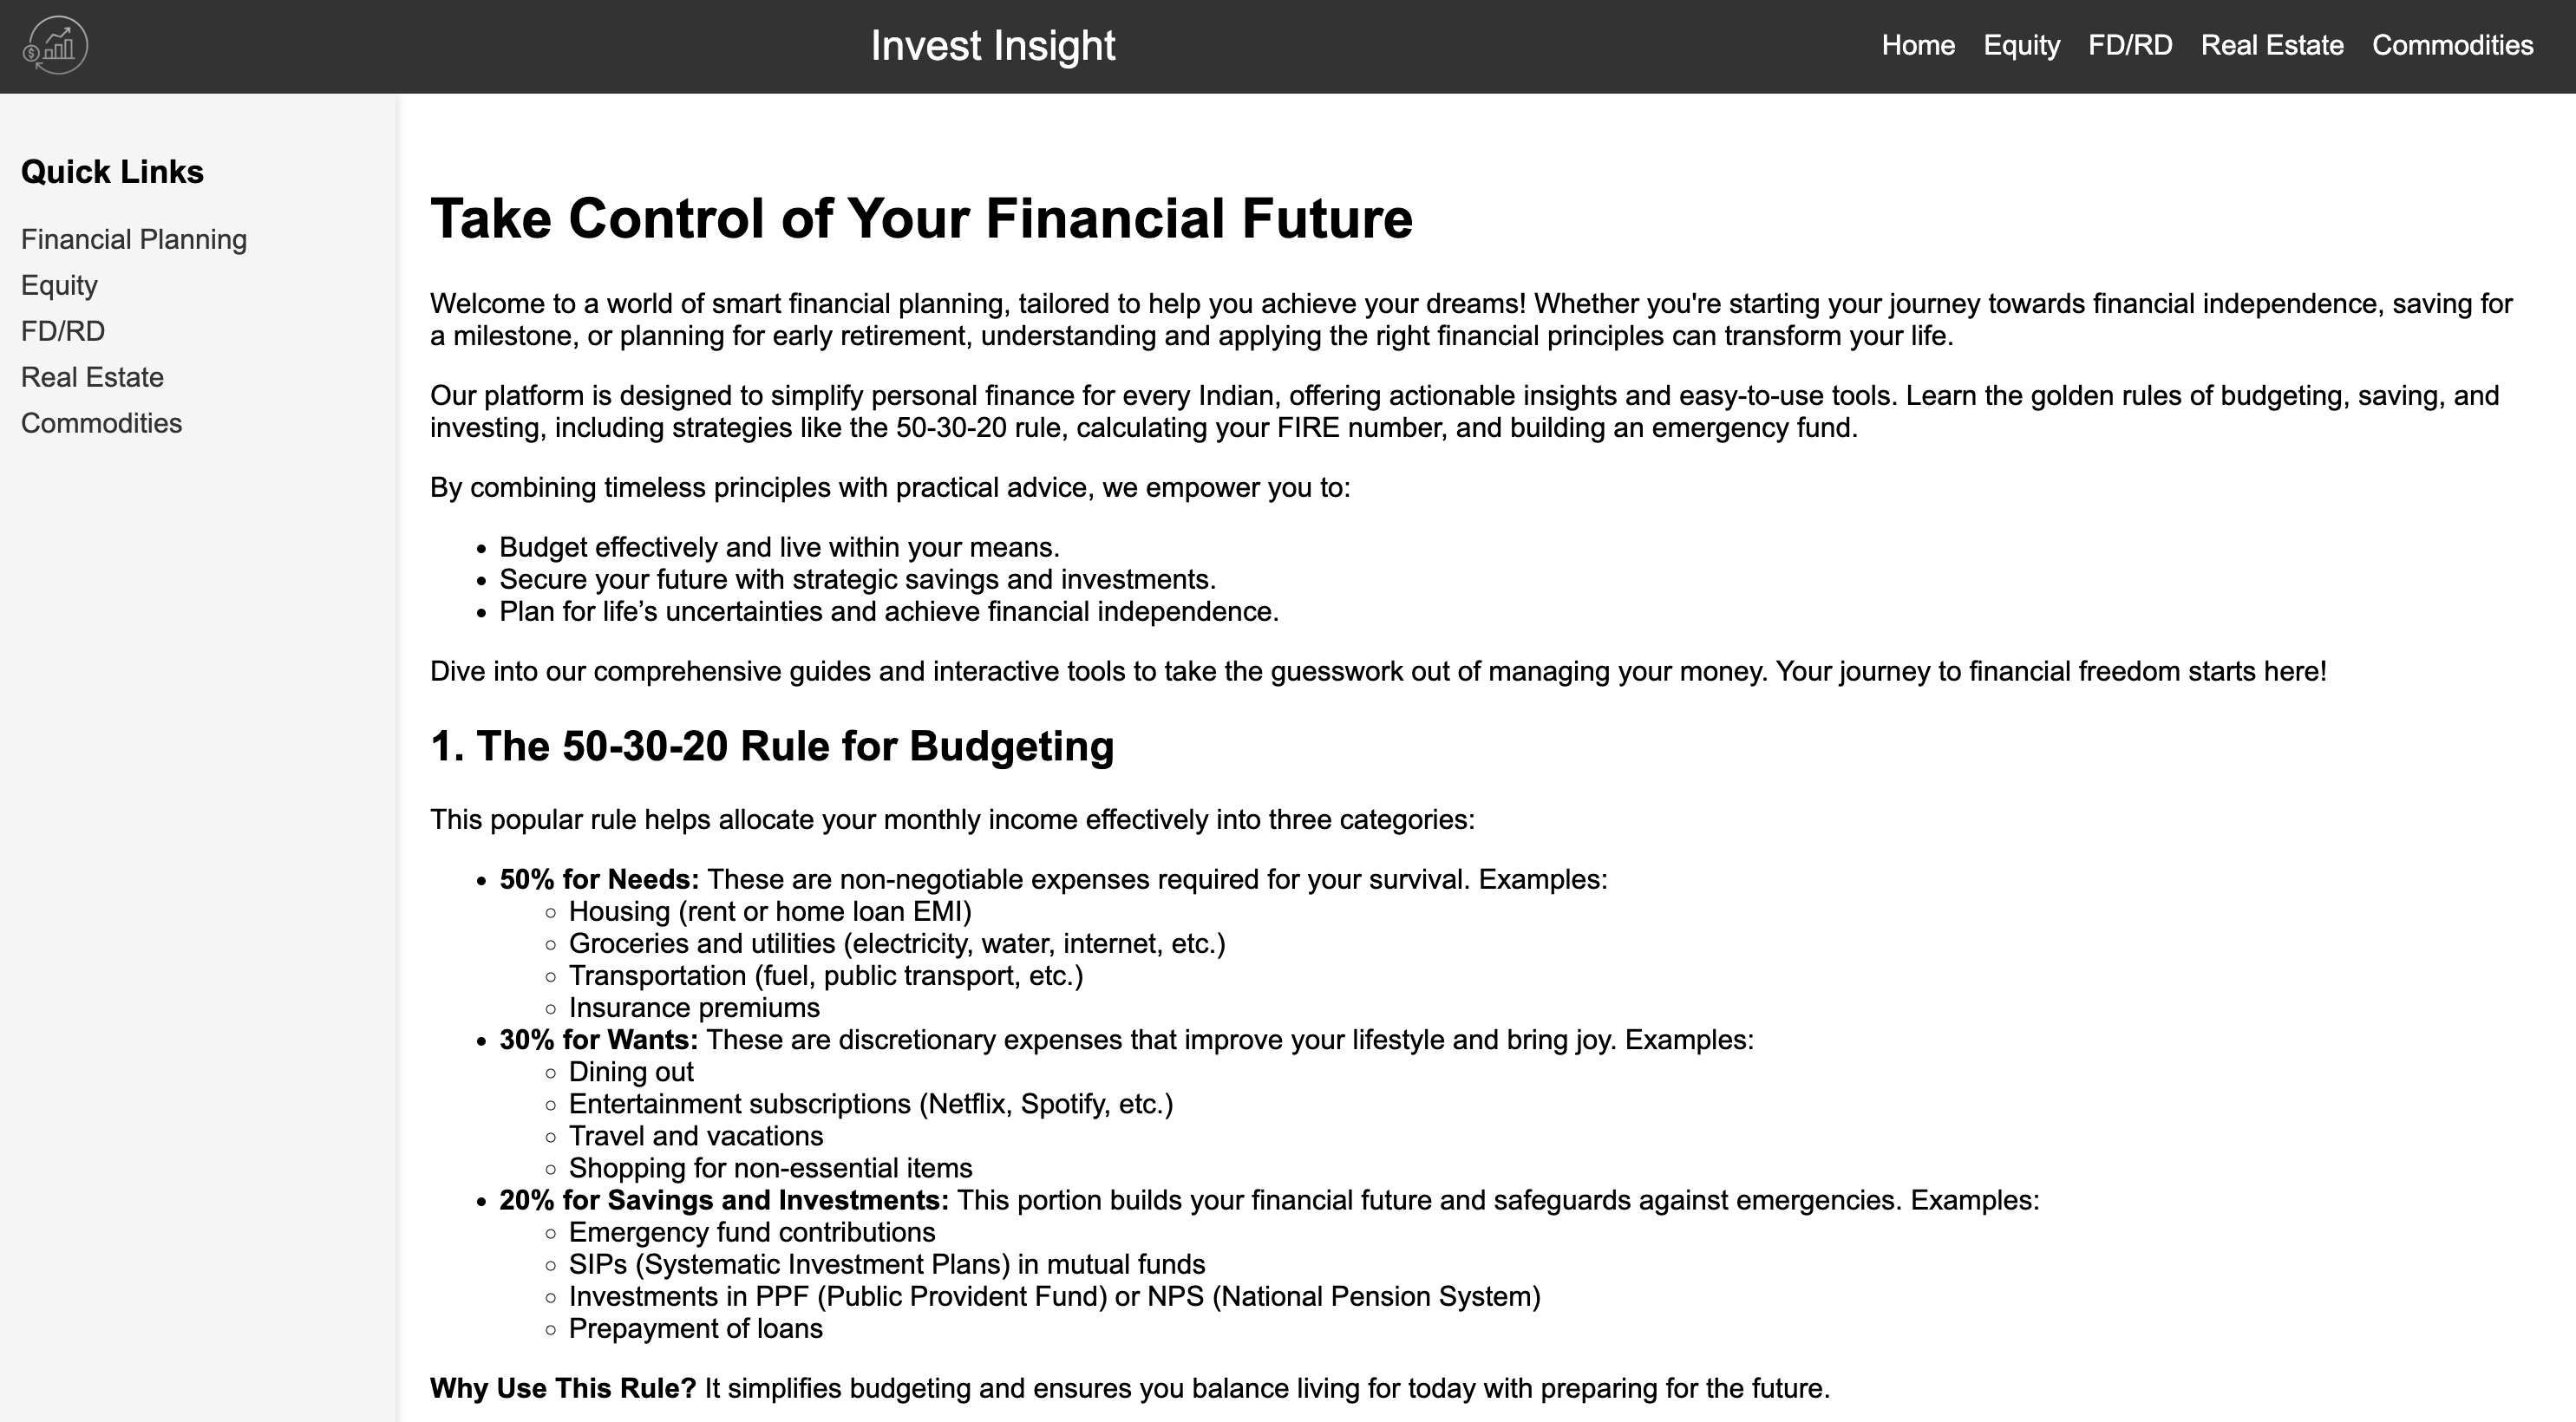 $
Invest Insight
Home Equity FD/RD Real Estate Commodities
Quick Links
Financial Planning
Equity
FD/RD
Real Estate
Commodities
Take Control of Your Financial Future
Welcome to a world of smart financial planning, tailored to help you achieve your dreams! Whether you're starting your journey towards financial independence, saving for
a milestone, or planning for early retirement, understanding and applying the right financial principles can transform your life.
Our platform is designed to simplify personal finance for every Indian, offering actionable insights and easy-to-use tools. Learn the golden rules of budgeting, saving, and
investing, including strategies like the 50-30-20 rule, calculating your FIRE number, and building an emergency fund.
By combining timeless principles with practical advice, we empower you to:
• Budget effectively and live within your means.
• Secure your future with strategic savings and investments.
• Plan for life’s uncertainties and achieve financial independence.
Dive into our comprehensive guides and interactive tools to take the guesswork out of managing your money. Your journey to financial freedom starts here!
1. The 50-30-20 Rule for Budgeting
This popular rule helps allocate your monthly income effectively into three categories:
• 50% for Needs: These are non-negotiable expenses required for your survival. Examples:
◦ Housing (rent or home loan EMI)
◦ Groceries and utilities (electricity, water, internet, etc.)
◦ Transportation (fuel, public transport, etc.)
◦ Insurance premiums
• 30% for Wants: These are discretionary expenses that improve your lifestyle and bring joy. Examples:
◦ Dining out
◦ Entertainment subscriptions (Netflix, Spotify, etc.)
◦ Travel and vacations
◦ Shopping for non-essential items
• 20% for Savings and Investments: This portion builds your financial future and safeguards against emergencies. Examples:
◦ Emergency fund contributions
◦ SIPs (Systematic Investment Plans) in mutual funds
◦ Investments in PPF (Public Provident Fund) or NPS (National Pension System)
◦ Prepayment of loans
Why Use This Rule? It simplifies budgeting and ensures you balance living for today with preparing for the future.